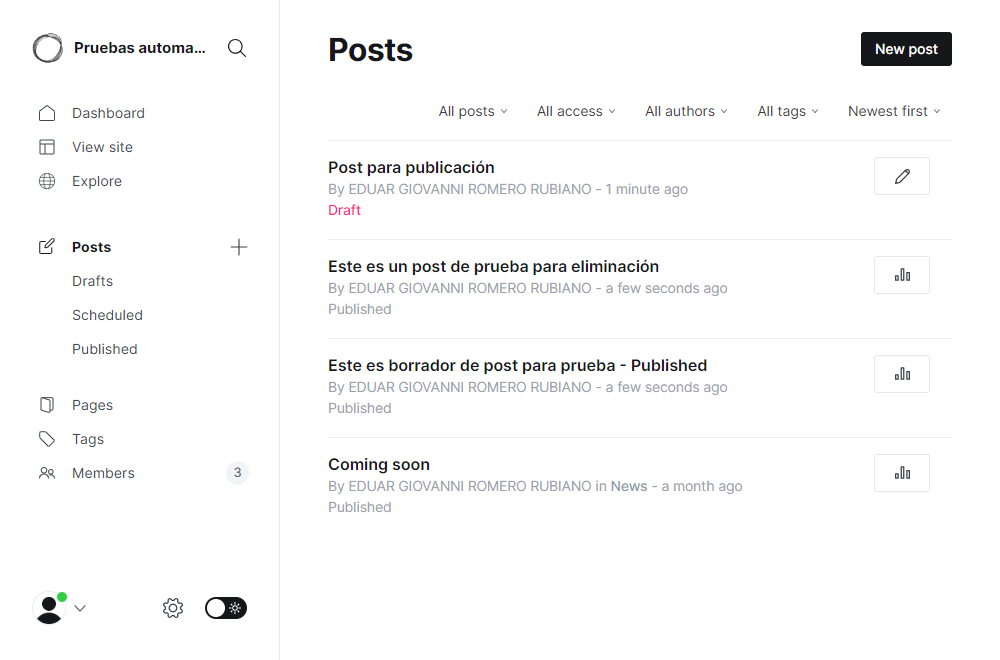 Pruebas automa...
Dashboard
View site
Explore
Posts
Drafts
Scheduled
Published
Pages
Tags
Members 3
Posts
New post
All posts All access All authors All tags Newest first
Post para publicación
By EDUAR GIOVANNI ROMERO RUBIANO - 1 minute ago
Draft
Este es un post de prueba para eliminación
By EDUAR GIOVANNI ROMERO RUBIANO - a few seconds ago
Published
Este es borrador de post para prueba - Published
By EDUAR GIOVANNI ROMERO RUBIANO - a few seconds ago
Published
Coming soon
By EDUAR GIOVANNI ROMERO RUBIANO in News - a month ago
Published